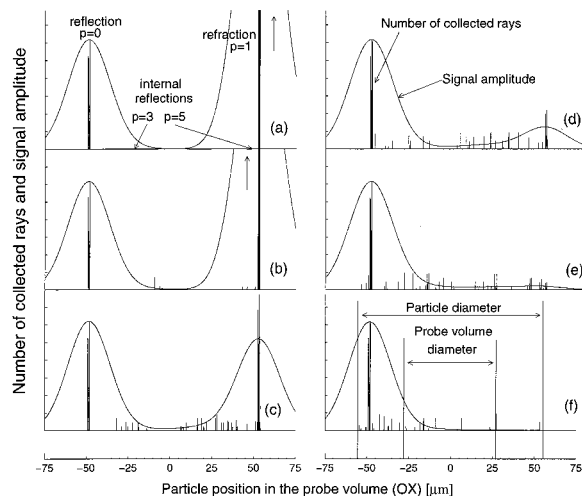 Number of collected rays and signal amplitude
reflection
p=0
refraction
p=1
internal
reflections
p=3 p=5
(a)
(b)
(c)
Number of collected rays
Signal amplitude
(d)
(e)
Particle diameter
Probe volume
diameter
(f)
-75 -50 -25 0 25 50 75
-75 -50 -25 0 25 50 75
Particle position in the probe volume (OX) [μm]